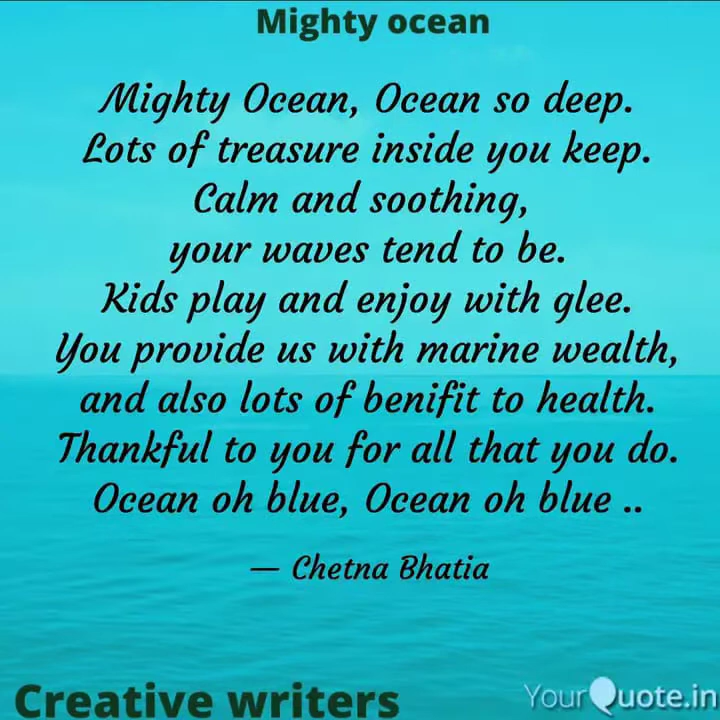 Mighty ocean
Mighty Ocean, Ocean so deep.
Lots of treasure inside you keep.
Calm and soothing,
your waves tend to be.
Kids play and enjoy with glee.
You provide us with marine wealth,
and also lots of benifit to health.
Thankful to you for all that you do.
Ocean oh blue, Ocean oh blue ..
— Chetna Bhatia
Creative writers
YourQuote.in